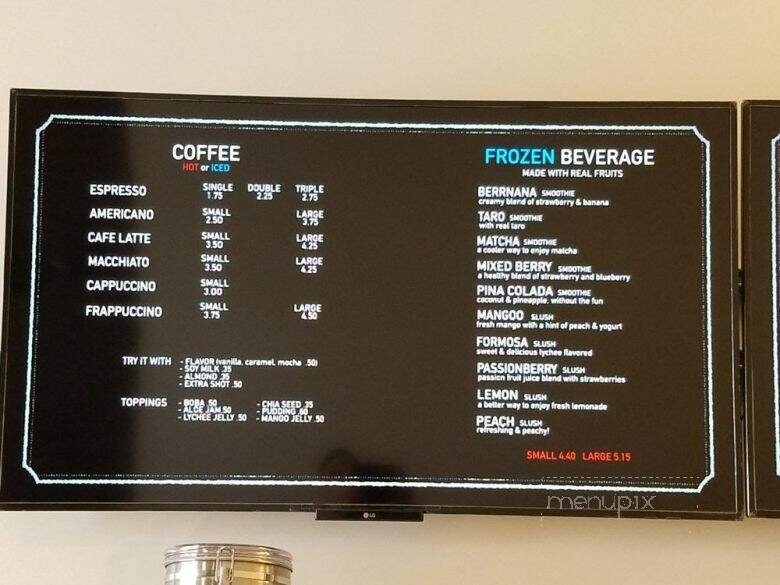 COFFEE
HOT or ICED
ESPRESSO SINGLE DOUBLE TRIPLE
1.75 2.25 2.75
AMERICANO SMALL LARGE
2.50 3.75
CAFE LATTE SMALL LARGE
3.50 4.25
MACCHIATO SMALL LARGE
3.50 4.25
CAPPUCCINO SMALL
3.00
FRAPPUCCINO SMALL LARGE
3.75 4.50
TRY IT WITH - FLAVOR (vanilla, caramel, mocha .50)
- SOY MILK .35
- ALMOND .35
- EXTRA SHOT .50
TOPPINGS - BOBA .50 - CHIA SEED .35
- ALOE JAM .50 - PUDDING .60
- LYCHEE JELLY .50 - MANGO JELLY .50
FROZEN BEVERAGE
MADE WITH REAL FRUITS
BERRNANA SMOOTHIE
creamy blend of strawberry & banana
TARO SMOOTHIE
with real taro
MATCHA SMOOTHIE
a cooler way to enjoy matcha
MIXED BERRY SMOOTHIE
a healthy blend of strawberry and blueberry
PINA COLADA SMOOTHIE
coconut & pineapple, without the fun
MANGOO SLUSH
fresh mango with a hint of peach & yogurt
FORMOSA SLUSH
sweet & delicious lychee flavored
PASSIONBERRY SLUSH
passion fruit juice blend with strawberries
LEMON SLUSH
a better way to enjoy fresh lemonade
PEACH SLUSH
refreshing & peachy!
SMALL 4.40 LARGE 5.15
menupix
LG